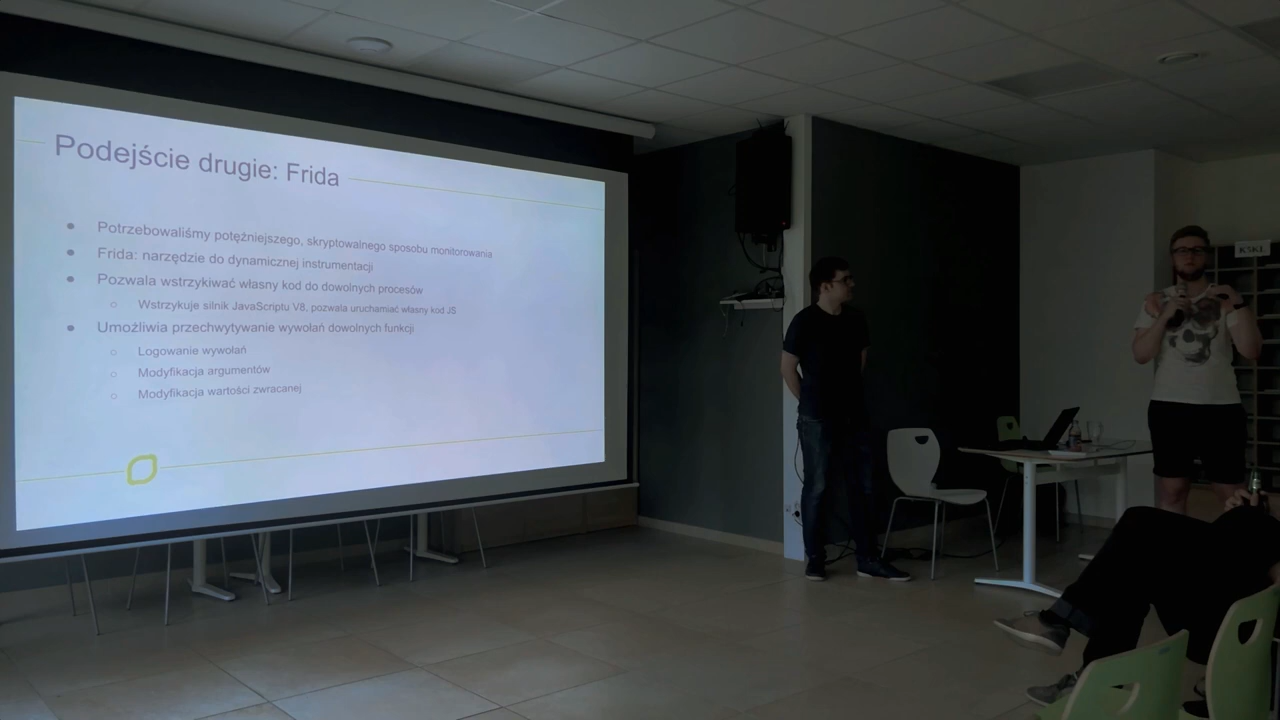 Podejście drugie: Frida
● Potrzebowaliśmy potężniejszego, skryptowalnego sposobu monitorowania
● Frida: narzędzie do dynamicznej instrumentacji
● Pozwala wstrzykiwać własny kod do dowolnych procesów
○ Wstrzykuje silnik JavaScriptu V8, pozwala uruchamiać własny kod JS
● Umożliwia przechwytywanie wywołań dowolnych funkcji
○ Logowanie wywołań
○ Modyfikacja argumentów
○ Modyfikacja wartości zwracanej